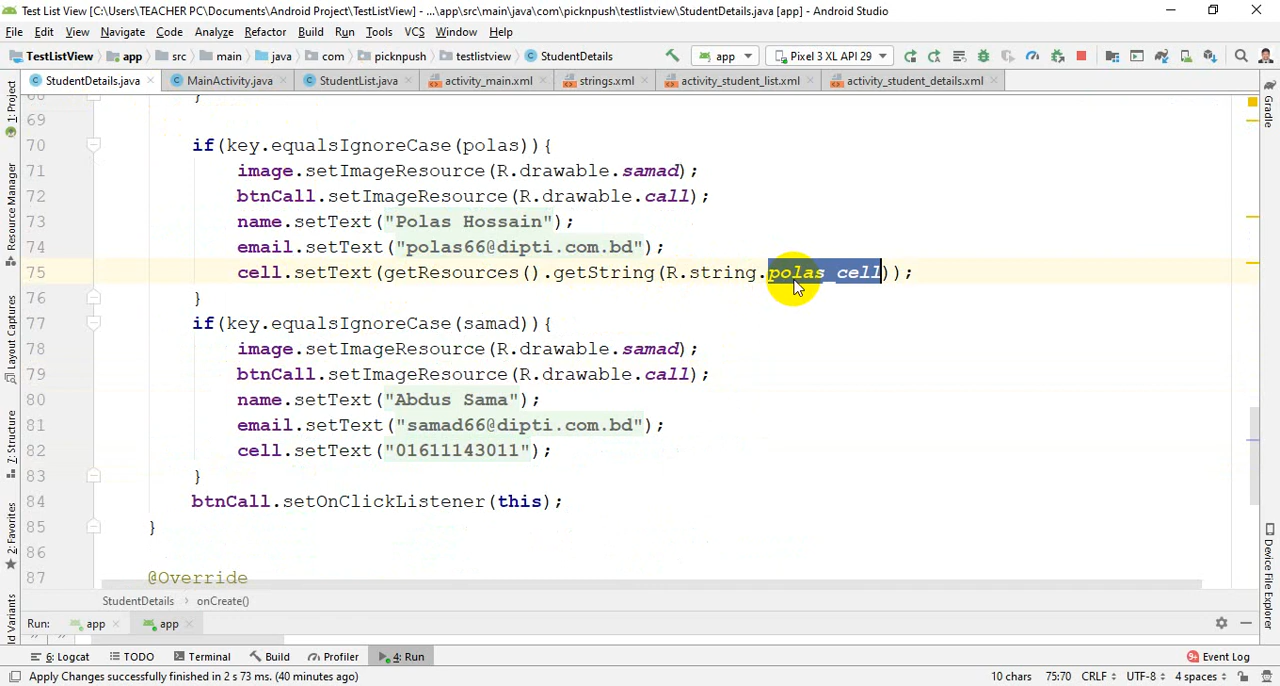 Test List View [C:\Users\TEACHER PC\Documents\Android Project\TestListView] - ...\app\src\main\java\com\picknpush\testlistview\StudentDetails.java [app] - Android Studio
File Edit View Navigate Code Analyze Refactor Build Run Tools VCS Window Help
TestListView app src main java com picknpush testlistview StudentDetails app Pixel 3 XL API 29
StudentDetails.java MainActivity.java StudentList.java activity_main.xml strings.xml activity_student_list.xml activity_student_details.xml
1: Project
Resource Manager
Layout Captures
Z: Structure
2: Favorites
ld Variants
Gradle
Device File Explorer
68 }
69
70 if(key.equalsIgnoreCase(polas)){
71 image.setImageResource(R.drawable.samad);
72 btnCall.setImageResource(R.drawable.call);
73 name.setText("Polas Hossain");
74 email.setText("polas66@dipti.com.bd");
75 cell.setText(getResources().getString(R.string.polas_cell));
76 }
77 if(key.equalsIgnoreCase(samad)){
78 image.setImageResource(R.drawable.samad);
79 btnCall.setImageResource(R.drawable.call);
80 name.setText("Abdus Sama");
81 email.setText("samad66@dipti.com.bd");
82 cell.setText("01611143011");
83 }
84 btnCall.setOnClickListener(this);
85 }
86
87 @Override
StudentDetails onCreate()
Run: app app
6: Logcat TODO Terminal Build Profiler 4: Run 9+ Event Log
Apply Changes successfully finished in 2 s 73 ms. (40 minutes ago) 10 chars 75:70 CRLF UTF-8 4 spaces